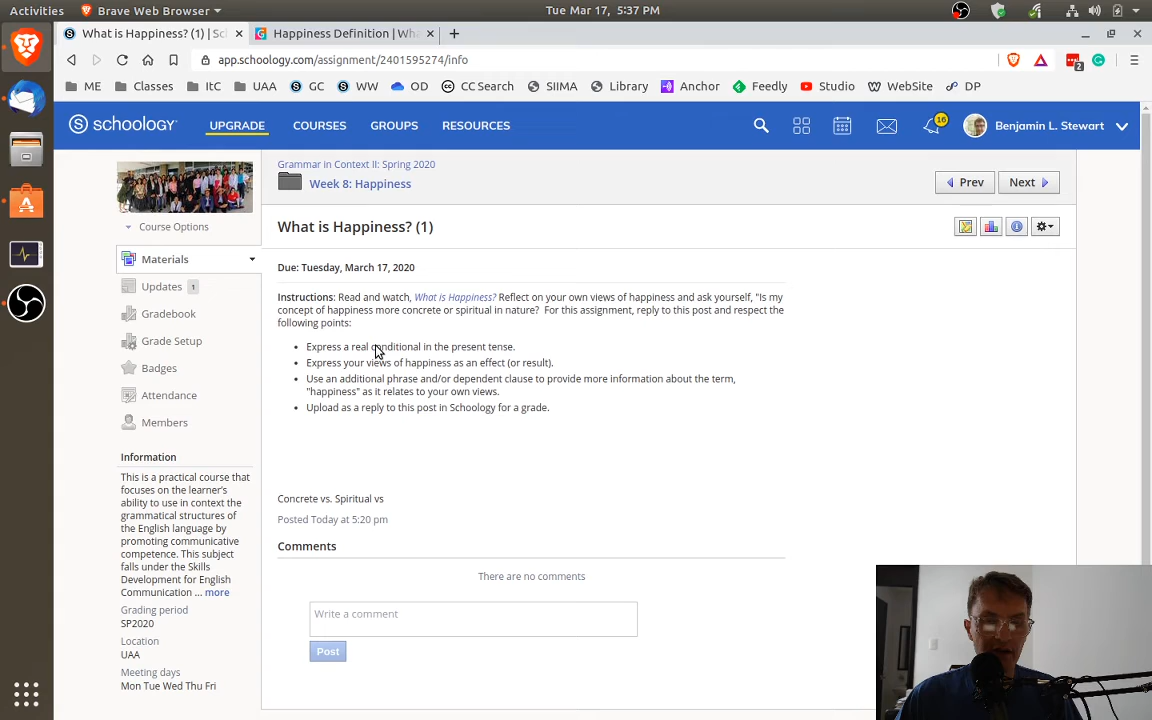 Activities
Brave Web Browser
Tue Mar 17, 5:37 PM
What is Happiness? (1) | Sc
Happiness Definition | Wha
ME
Classes
ItC
UAA
GC
WW
OD
CC Search
SIIMA
Library
Anchor
Feedly
Studio
WebSite
DP
app.schoology.com/assignment/2401595274/info
2
S schoology
UPGRADE
COURSES
GROUPS
RESOURCES
16
Benjamin L. Stewart
Grammar in Context II: Spring 2020
Week 8: Happiness
Prev
Next
Course Options
What is Happiness? (1)
Materials
Updates 1
Gradebook
Grade Setup
Badges
Attendance
Members
Due: Tuesday, March 17, 2020
Instructions: Read and watch, What is Happiness? Reflect on your own views of happiness and ask yourself, "Is my
concept of happiness more concrete or spiritual in nature? For this assignment, reply to this post and respect the
following points:
Express a real conditional in the present tense.
Express your views of happiness as an effect (or result).
Use an additional phrase and/or dependent clause to provide more information about the term,
"happiness" as it relates to your own views.
Upload as a reply to this post in Schoology for a grade.
Information
This is a practical course that
focuses on the learner's
ability to use in context the
grammatical structures of
the English language by
promoting communicative
competence. This subject
falls under the Skills
Development for English
Communication ... more
Grading period
SP2020
Location
UAA
Meeting days
Mon Tue Wed Thu Fri
Concrete vs. Spiritual vs
Posted Today at 5:20 pm
Comments
There are no comments
Write a comment
Post